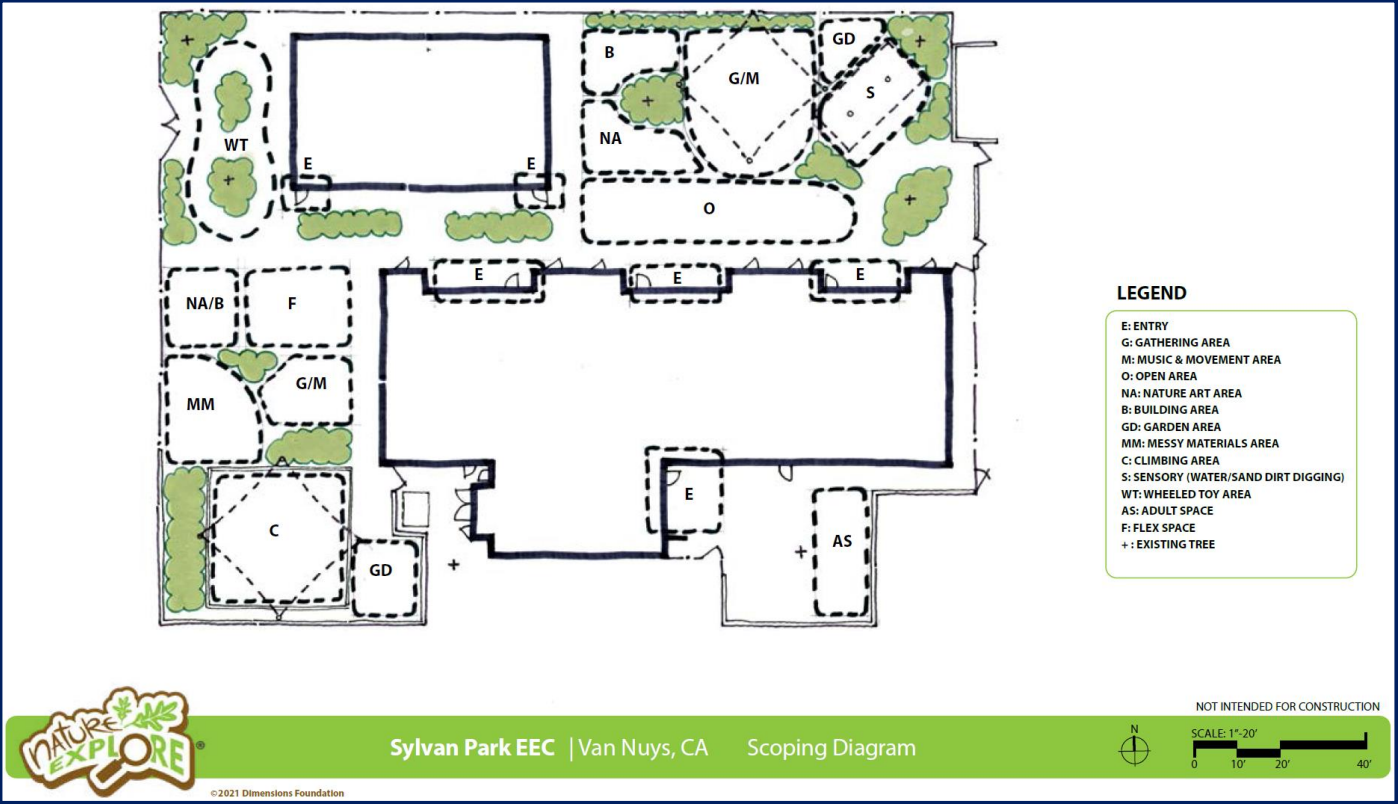 B
GD
G/M
S
NA
WT
E
E
O
E
E
E
NA/B
F
G/M
MM
E
C
AS
GD
LEGEND
E: ENTRY
G: GATHERING AREA
M: MUSIC & MOVEMENT AREA
O: OPEN AREA
NA: NATURE ART AREA
B: BUILDING AREA
GD: GARDEN AREA
MM: MESSY MATERIALS AREA
C: CLIMBING AREA
S: SENSORY (WATER/SAND DIRT DIGGING)
WT: WHEELED TOY AREA
AS: ADULT SPACE
F: FLEX SPACE
+ : EXISTING TREE
NOT INTENDED FOR CONSTRUCTION
NATURE
EXPLORE®
Sylvan Park EEC | Van Nuys, CA Scoping Diagram
N
SCALE: 1"-20'
0 10' 20' 40'
©2021 Dimensions Foundation